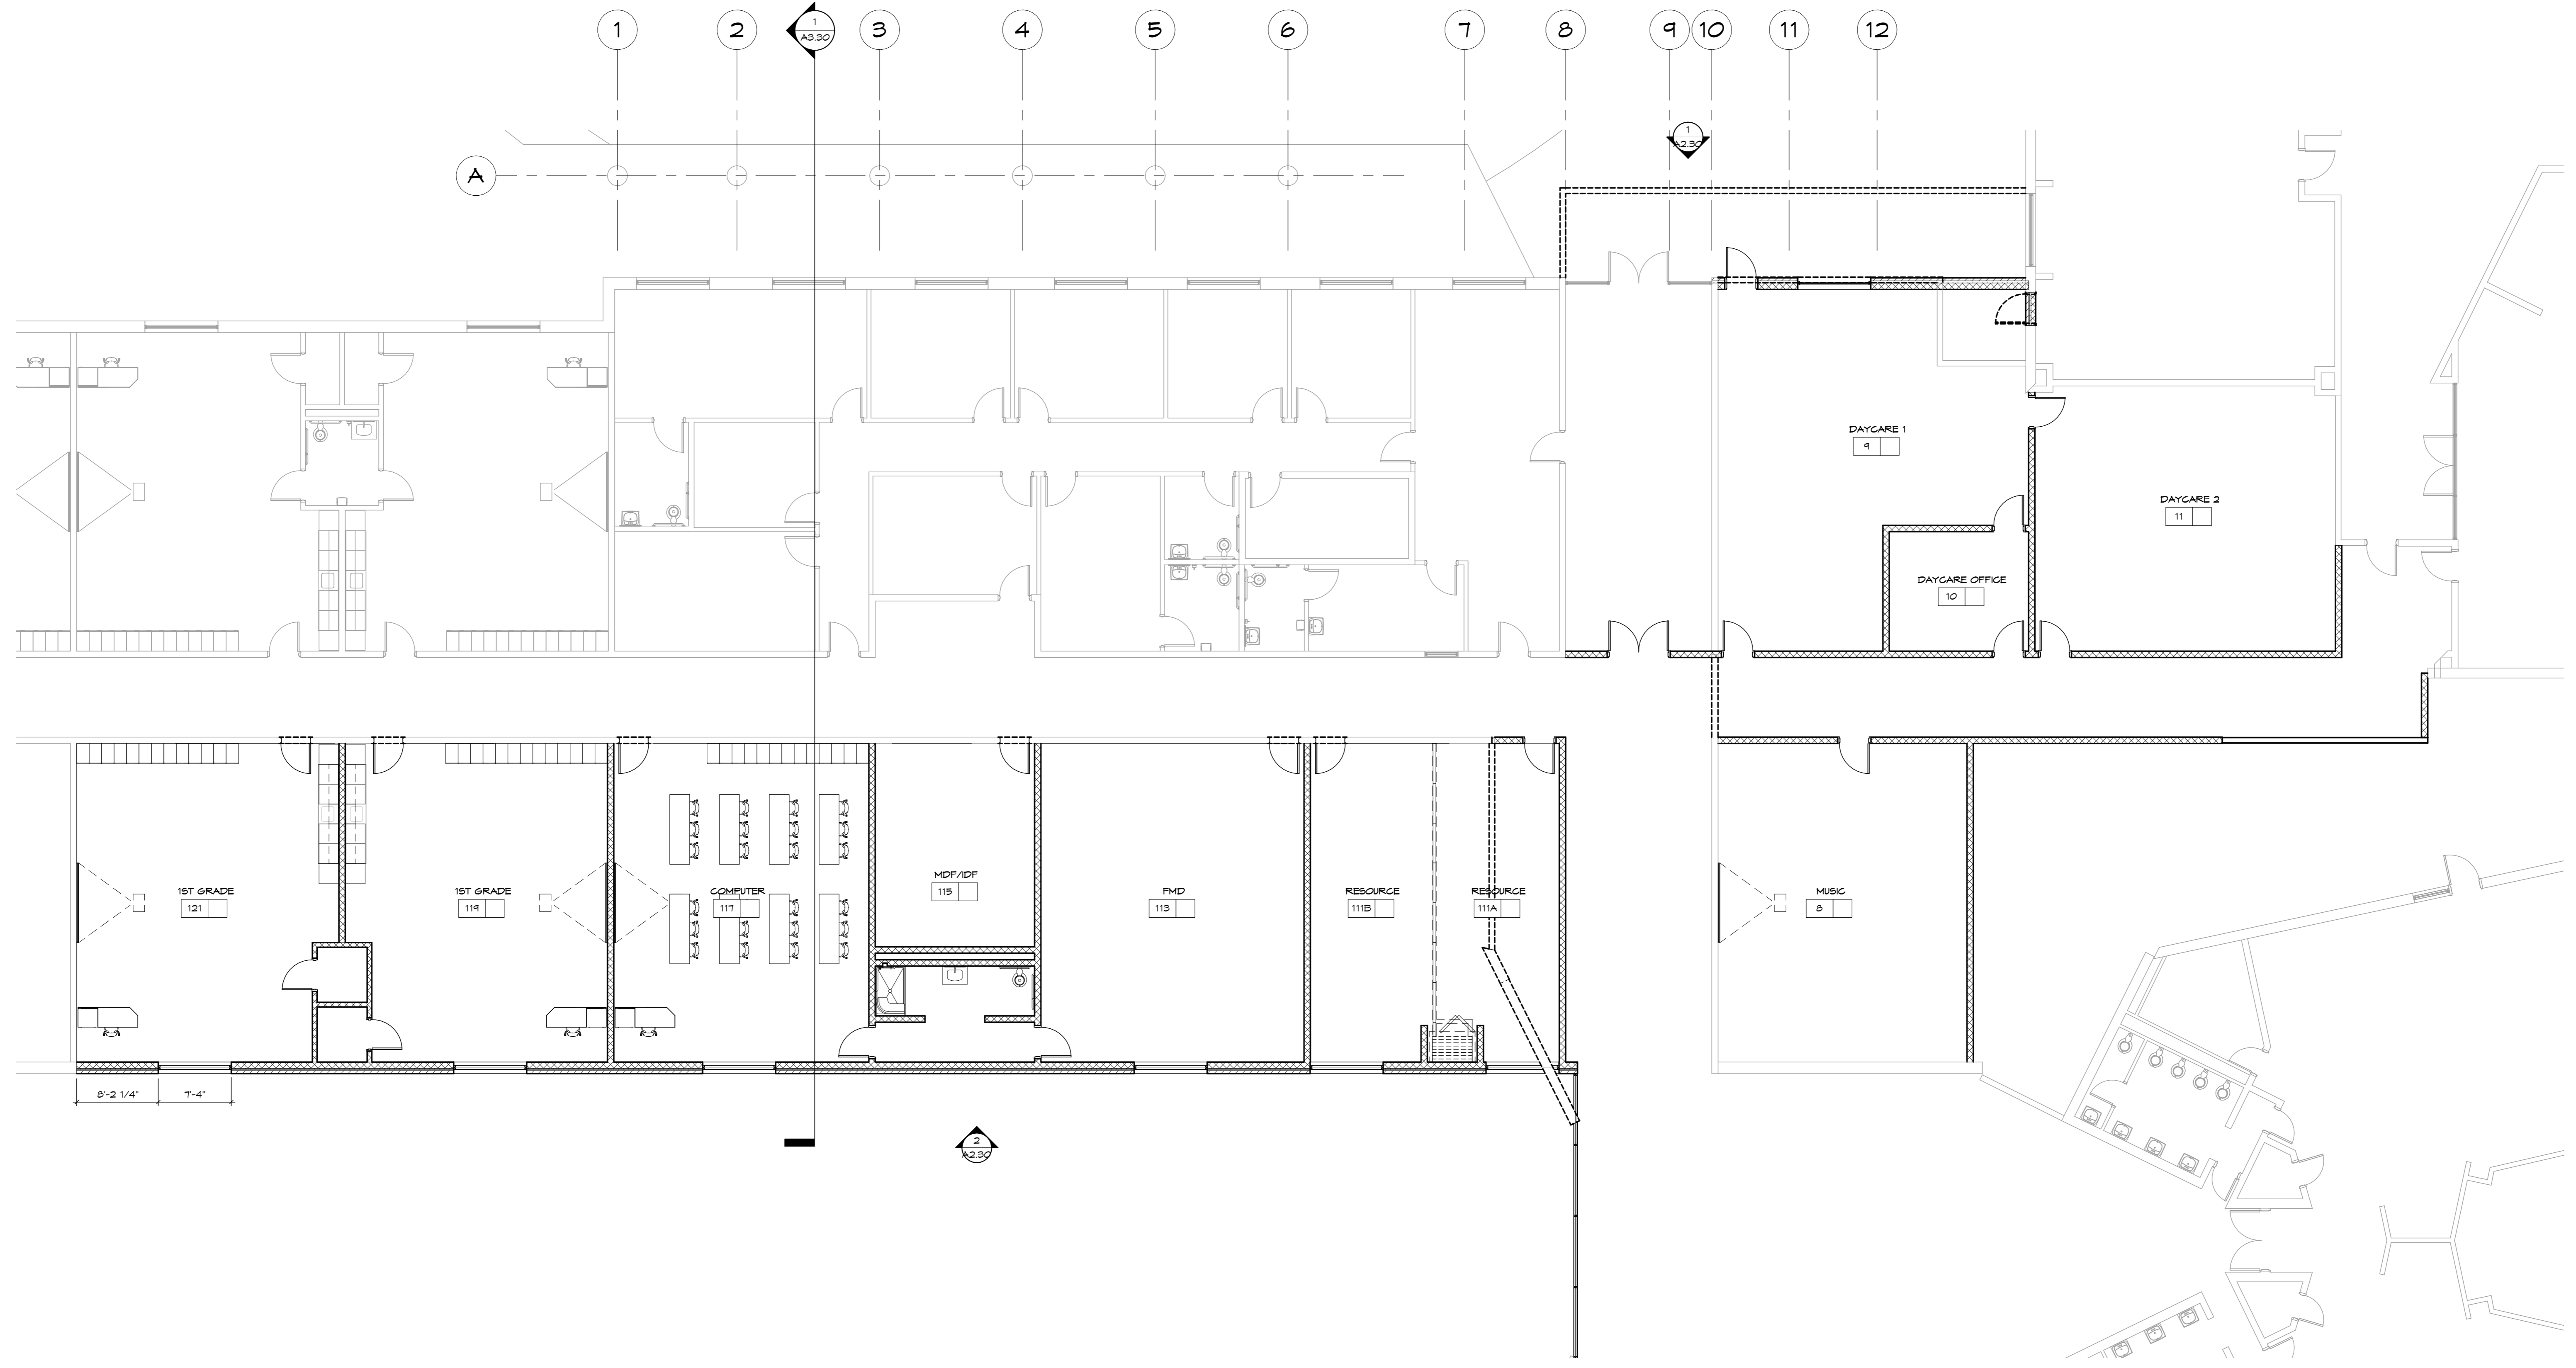 1 2 1 3 4 5 6 7 8 9 10 11 12
A3.30
1
A2.30
A
DAYCARE 1
9
DAYCARE 2
11
DAYCARE OFFICE
10
MDF/IDF
115
1ST GRADE
121
1ST GRADE
119
COMPUTER
117
FMD
113
RESOURCE
111B
RESOURCE
111A
MUSIC
8
8'-2 1/4"
7'-4"
2
A2.30